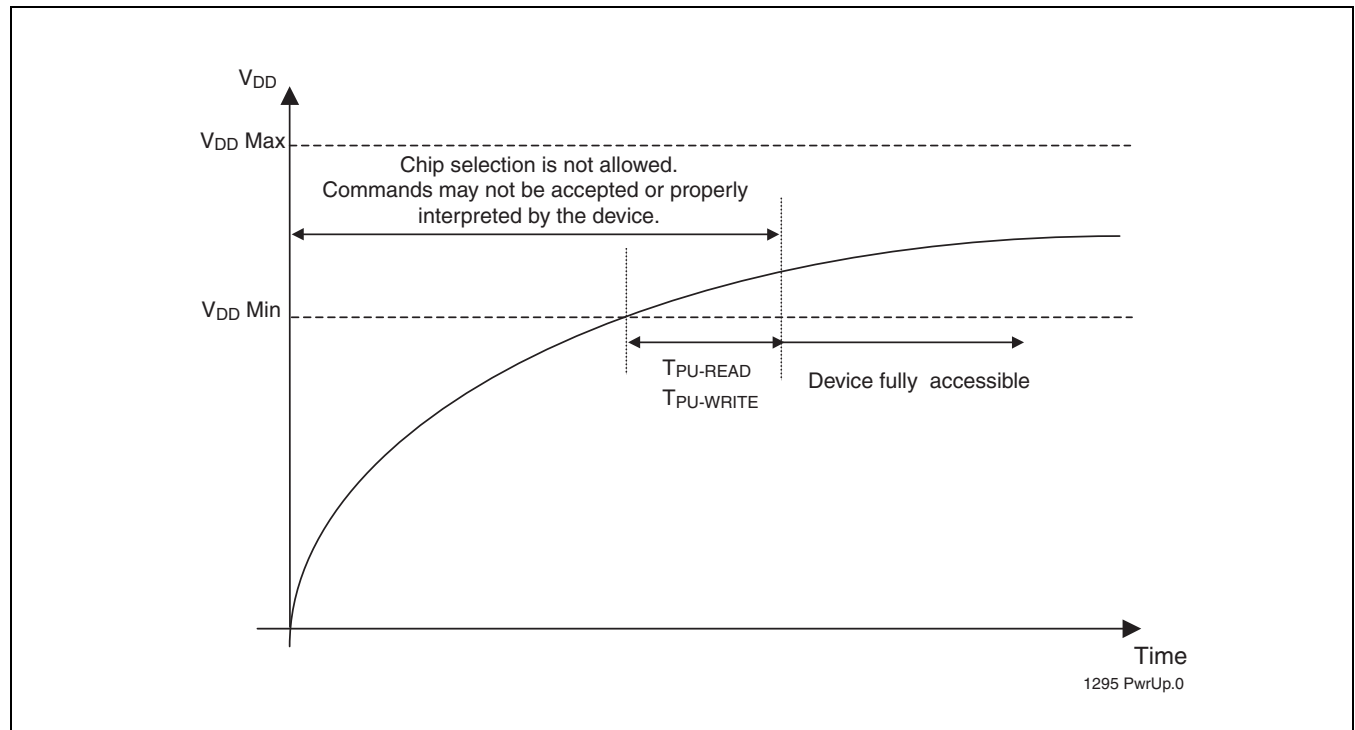 VDD
VDD Max
Chip selection is not allowed.
Commands may not be accepted or properly
interpreted by the device.
VDD Min
TPU-READ
TPU-WRITE
Device fully accessible
Time
1295 PwrUp.0